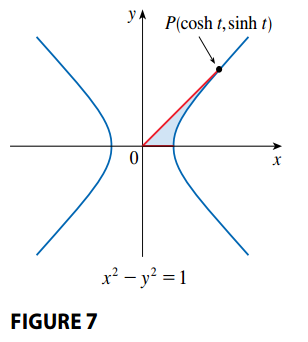 y
P(cosh t, sinh t)
0
x
x² – y² = 1
FIGURE 7